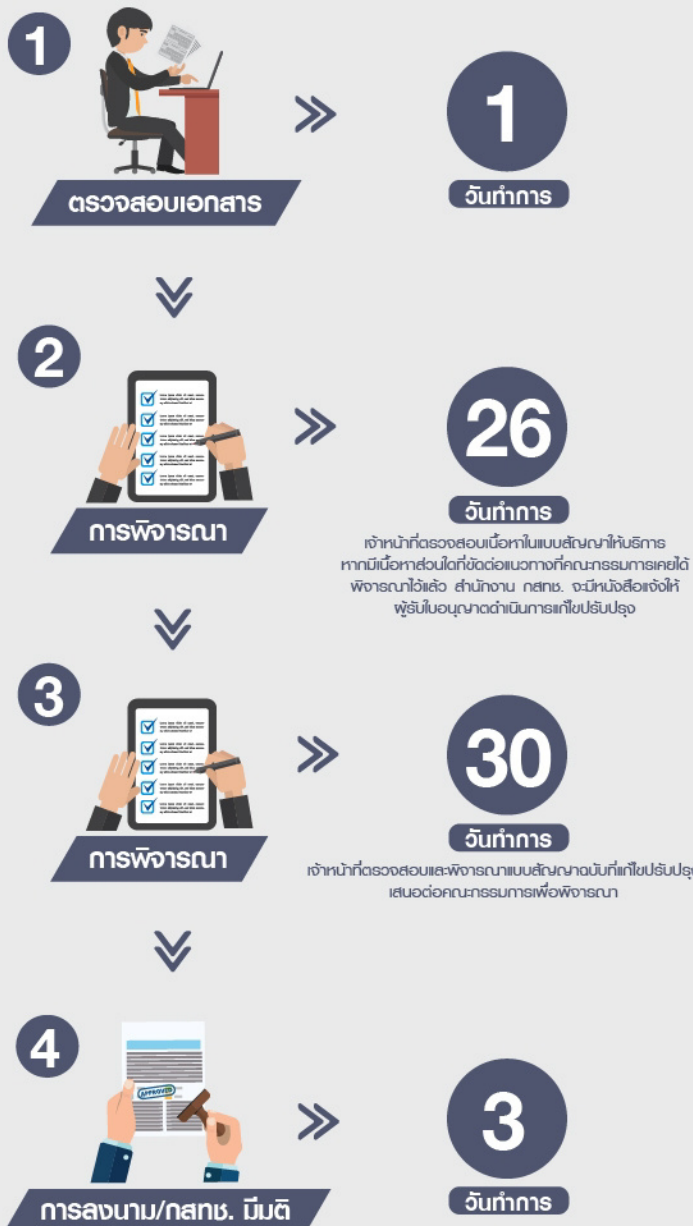 1
1
ตรวจสอบเอกสาร
วันทำการ
2
26
การพิจารณา
วันทำการ
เจ้าหน้าที่ตรวจสอบเนื้อหาในแบบสัญญาให้บริการ
หากมีเนื้อหาส่วนใดที่ขัดต่อแนวทางที่คณะกรรมการเคยได้
พิจารณาไว้แล้ว สำนักงาน กสทช. จะมีหนังสือแจ้งให้
ผู้รับใบอนุญาตดำเนินการแก้ไขปรับปรุง
3
30
การพิจารณา
วันทำการ
เจ้าหน้าที่ตรวจสอบและพิจารณาแบบสัญญาฉบับที่แก้ไขปรับปรุง
เสนอต่อคณะกรรมการเพื่อพิจารณา
4
APPROVED
3
การลงนาม/กสทช. มีมติ
วันทำการ